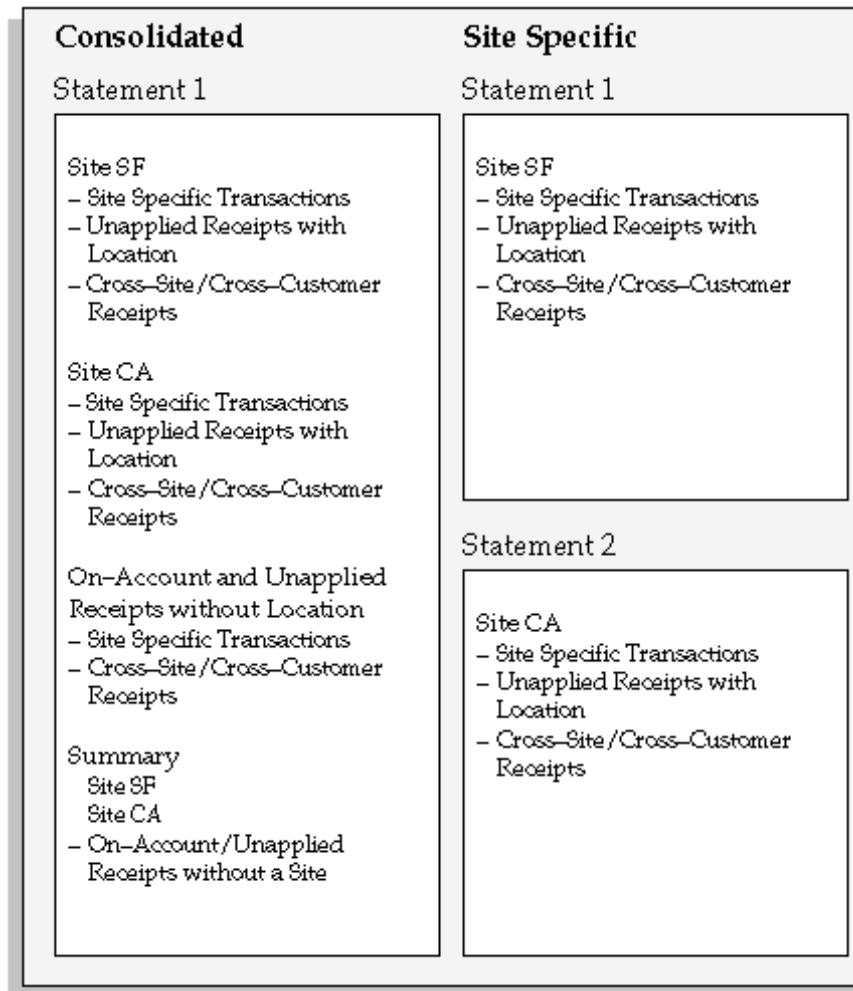 Consolidated
Statement 1
Site SF
– Site Specific Transactions
– Unapplied Receipts with
Location
– Cross–Site/Cross–Customer
Receipts
Site CA
– Site Specific Transactions
– Unapplied Receipts with
Location
– Cross–Site/Cross–Customer
Receipts
On–Account and Unapplied
Receipts without Location
– Site Specific Transactions
– Cross–Site/Cross–Customer
Receipts
Summary
Site SF
Site CA
– On–Account/Unapplied
Receipts without a Site
Site Specific
Statement 1
Site SF
– Site Specific Transactions
– Unapplied Receipts with
Location
– Cross–Site/Cross–Customer
Receipts
Statement 2
Site CA
– Site Specific Transactions
– Unapplied Receipts with
Location
– Cross–Site/Cross–Customer
Receipts